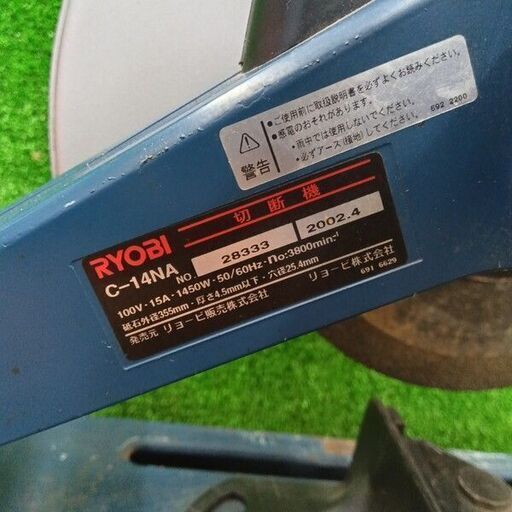 ・ご使用前に取扱説明書を必ずよくお読みください。
・感電のおそれがあります。
・雨中では使用しないでください。
・必ずアース(接地)してください。
692 2200
警告
RYOBI
切断機
C-14NA
NO. 28333 2002.4
100V・15A・1450W・50/60Hz・no:3800min⁻¹
砥石外径355mm・厚さ4.5mm以下・穴径25.4mm
発売元 リョービ販売株式会社 リョービ株式会社
691 6629